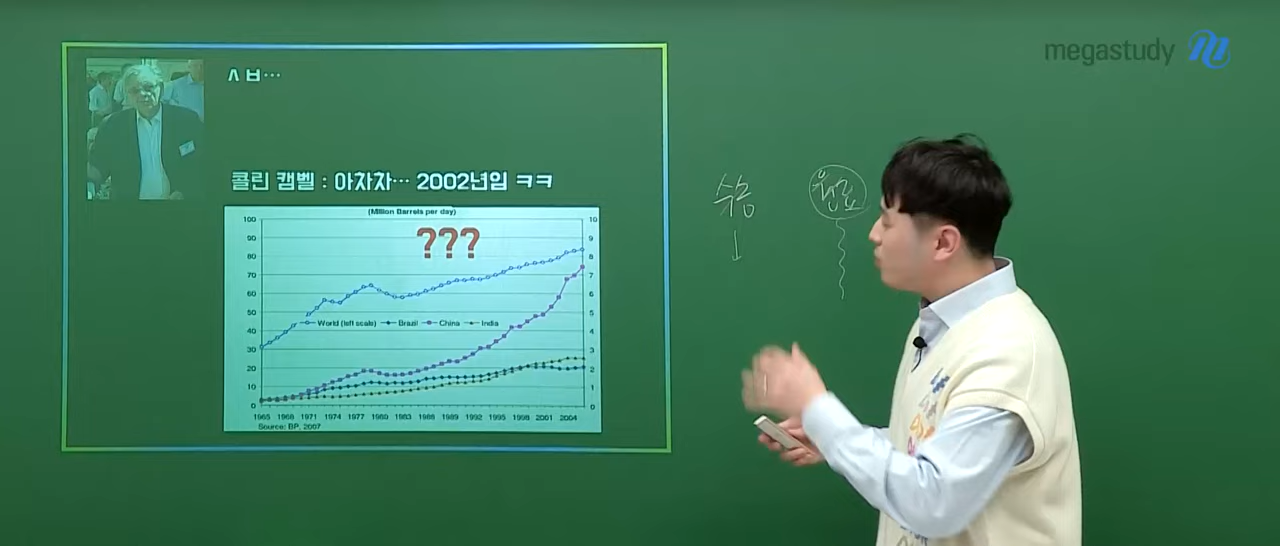 megastudy
ㅅㅂ…
콜린 캠벨 : 아차차… 2002년임 ㅋㅋ
(Million Barrels per day)
???
100
90
80
70
60
50
40
30
20
10
0
10
9
8
7
6
5
4
3
2
1
0
World (left scale) Brazil China India
1965 1968 1971 1974 1977 1980 1983 1986 1989 1992 1995 1998 2001 2004
Source: BP, 2007
수능